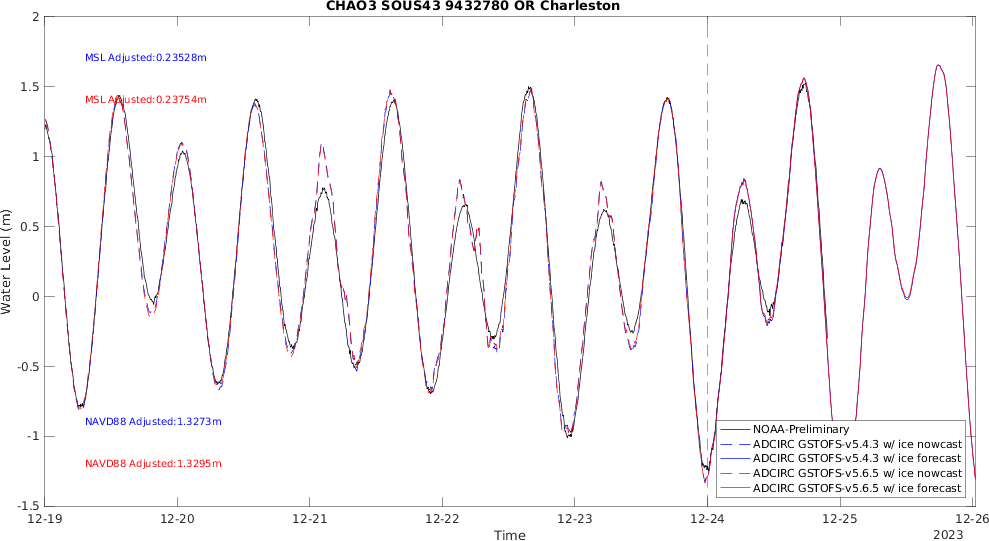 CHAO3 SOUS43 9432780 OR Charleston
2
1.5
1
0.5
0
-0.5
-1
-1.5
Water Level (m)
MSL Adjusted:0.23528m
MSL Adjusted:0.23754m
NAVD88 Adjusted:1.3273m
NAVD88 Adjusted:1.3295m
NOAA-Preliminary
ADCIRC GSTOFS-v5.4.3 w/ ice nowcast
ADCIRC GSTOFS-v5.4.3 w/ ice forecast
ADCIRC GSTOFS-v5.6.5 w/ ice nowcast
ADCIRC GSTOFS-v5.6.5 w/ ice forecast
12-19 12-20 12-21 12-22 12-23 12-24 12-25 12-26
Time
2023